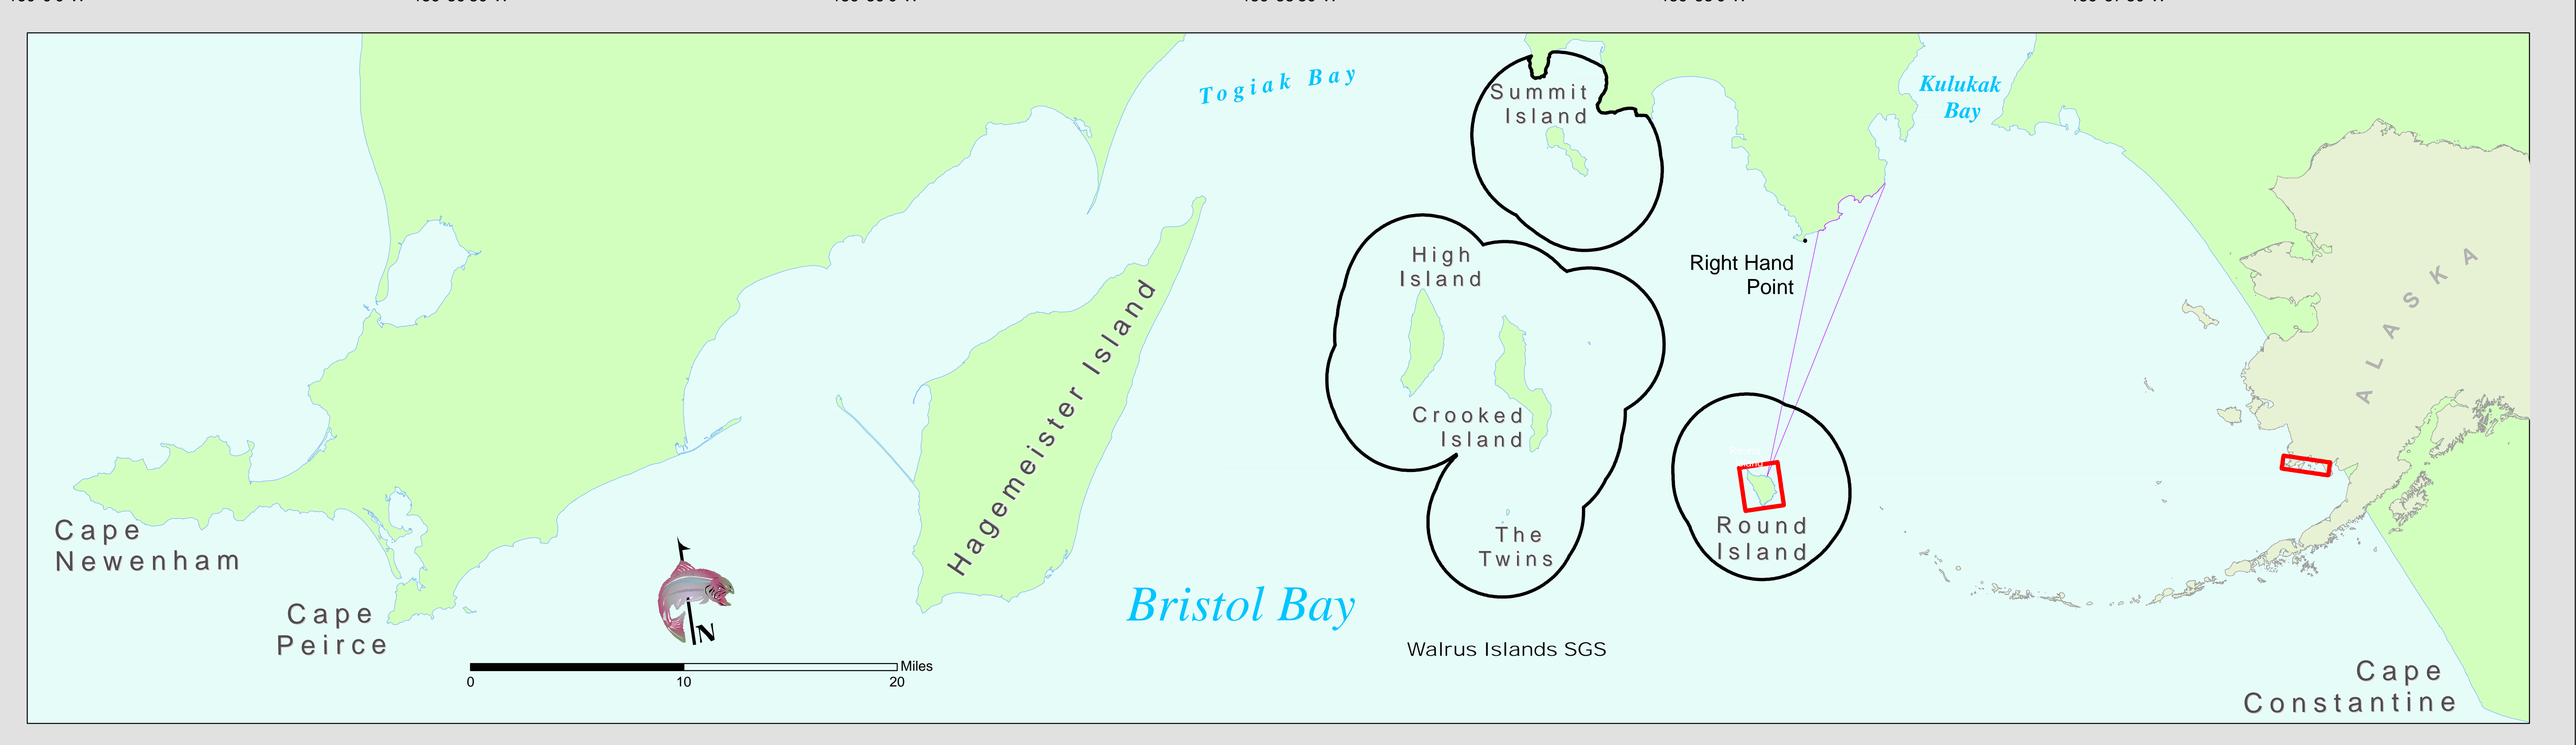 Togiak Bay
Summit
Island
Kulukak
Bay
High
Island
Right Hand
Point
ALASKA
Hagemeister Island
Crooked
Island
Cape
Newenham
The
Twins
Round
Island
Cape
Peirce
N
Bristol Bay
Walrus Islands SGS
Miles
0 10 20
Cape
Constantine